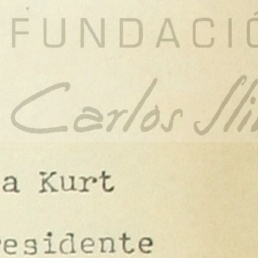 FUNDACIÓ
Carlos Sli
a Kurt
residente